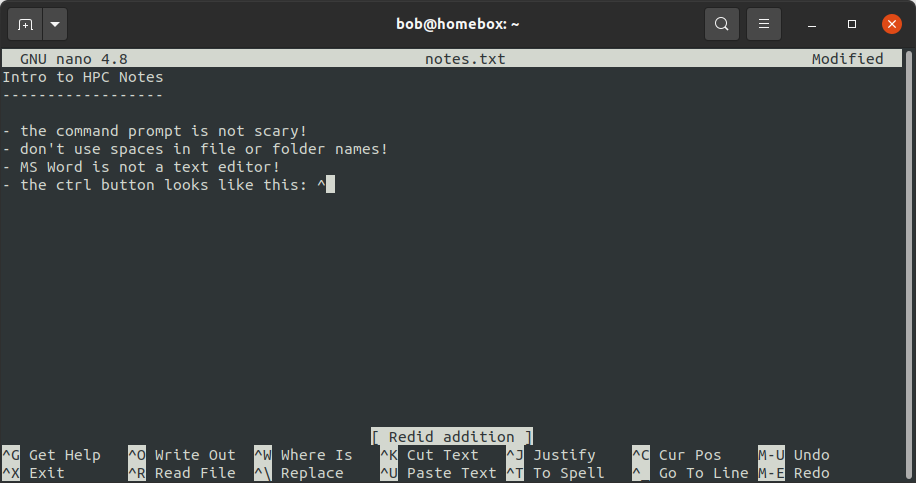 bob@homebox: ~
GNU nano 4.8 notes.txt Modified
Intro to HPC Notes
------------------
- the command prompt is not scary!
- don't use spaces in file or folder names!
- MS Word is not a text editor!
- the ctrl button looks like this: ^
[ Redid addition ]
^G Get Help ^O Write Out ^W Where Is ^K Cut Text ^J Justify ^C Cur Pos M-U Undo
^X Exit ^R Read File ^\ Replace ^U Paste Text ^T To Spell ^_ Go To Line M-E Redo